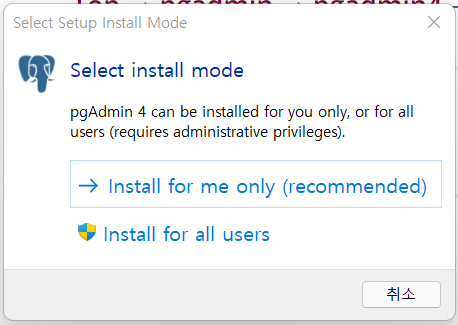 Select Setup Install Mode
Select install mode
pgAdmin 4 can be installed for you only, or for all
users (requires administrative privileges).
Install for me only (recommended)
Install for all users
취소